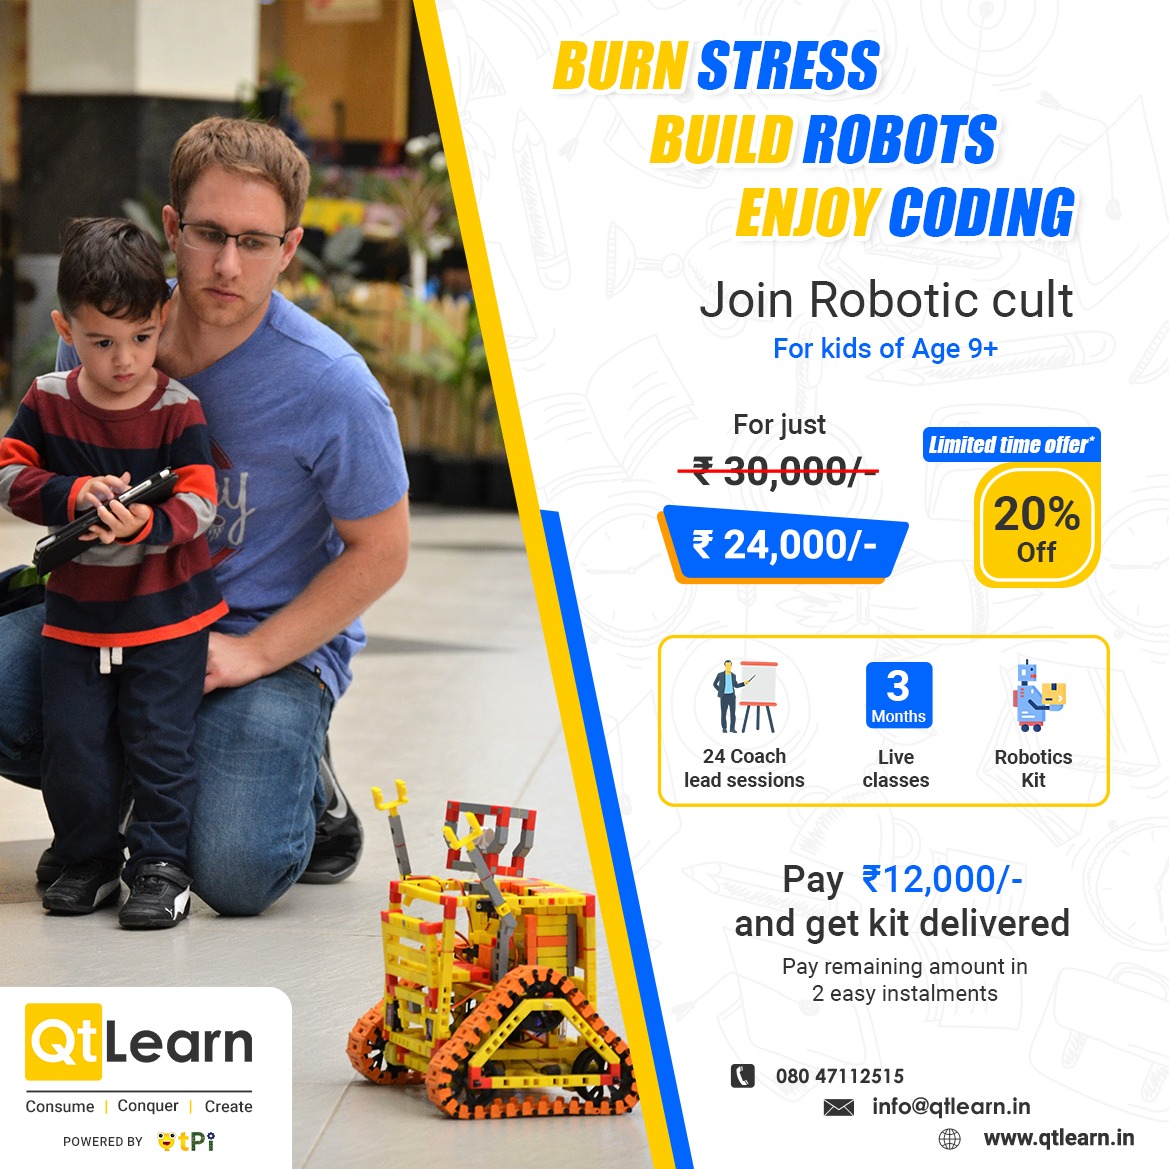 BURN STRESS
BUILD ROBOTS
ENJOY CODING
Join Robotic cult
For kids of Age 9+
For just
₹ 30,000/-
₹ 24,000/-
Limited time offer*
20%
Off
3
Months
24 Coach
lead sessions
Live
classes
Robotics
Kit
Pay ₹12,000/-
and get kit delivered
Pay remaining amount in
2 easy instalments
080 47112515
info@qtlearn.in
www.qtlearn.in
QtLearn
Consume | Conquer | Create
POWERED BY QtPi